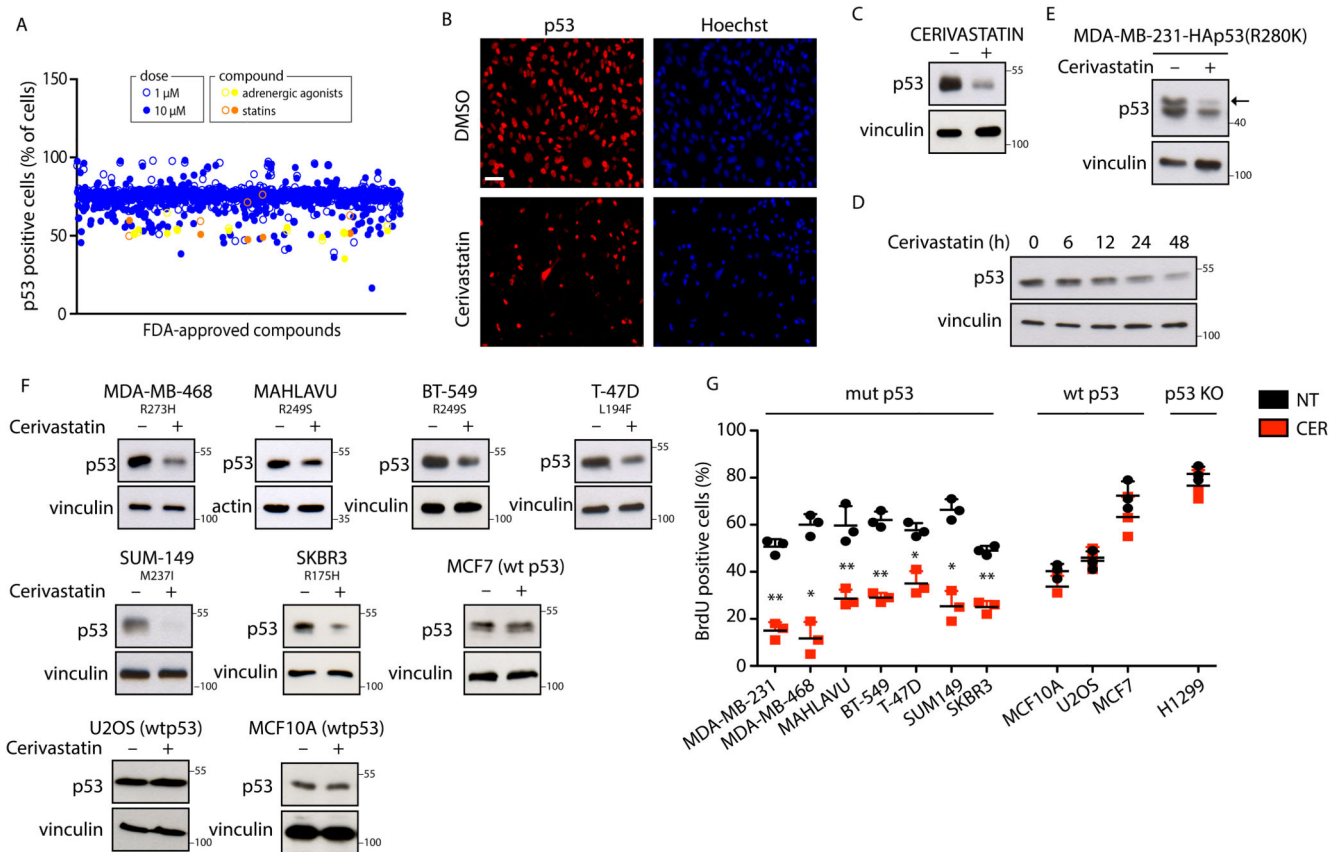 A
p53 positive cells (% of cells)
150
100
50
0
dose
1 µM
10 µM
compound
adrenergic agonists
statins
FDA-approved compounds
B
p53
Hoechst
DMSO
Cerivastatin
C
CERIVASTATIN
– +
p53
55
vinculin
100
E
MDA-MB-231-HAp53(R280K)
Cerivastatin – +
p53
40
vinculin
100
D
Cerivastatin (h) 0 6 12 24 48
p53
55
vinculin
100
F
MDA-MB-468
R273H
Cerivastatin – +
p53
55
vinculin
100
MAHLAVU
R249S
– +
p53
55
actin
35
BT-549
R249S
– +
p53
55
vinculin
100
T-47D
L194F
– +
p53
55
vinculin
100
SUM-149
M237I
Cerivastatin – +
p53
55
vinculin
100
SKBR3
R175H
– +
p53
55
vinculin
100
MCF7 (wt p53)
– +
p53
55
vinculin
100
U2OS (wtp53)
Cerivastatin – +
p53
55
vinculin
100
MCF10A (wtp53)
– +
p53
55
vinculin
100
G
mut p53
wt p53
p53 KO
NT
CER
BrdU positive cells (%)
100
80
60
40
20
0
** * ** ** * * **
MDA-MB-231
MDA-MB-468
MAHLAVU
BT-549
T-47D
SUM149
SKBR3
MCF10A
U2OS
MCF7
H1299